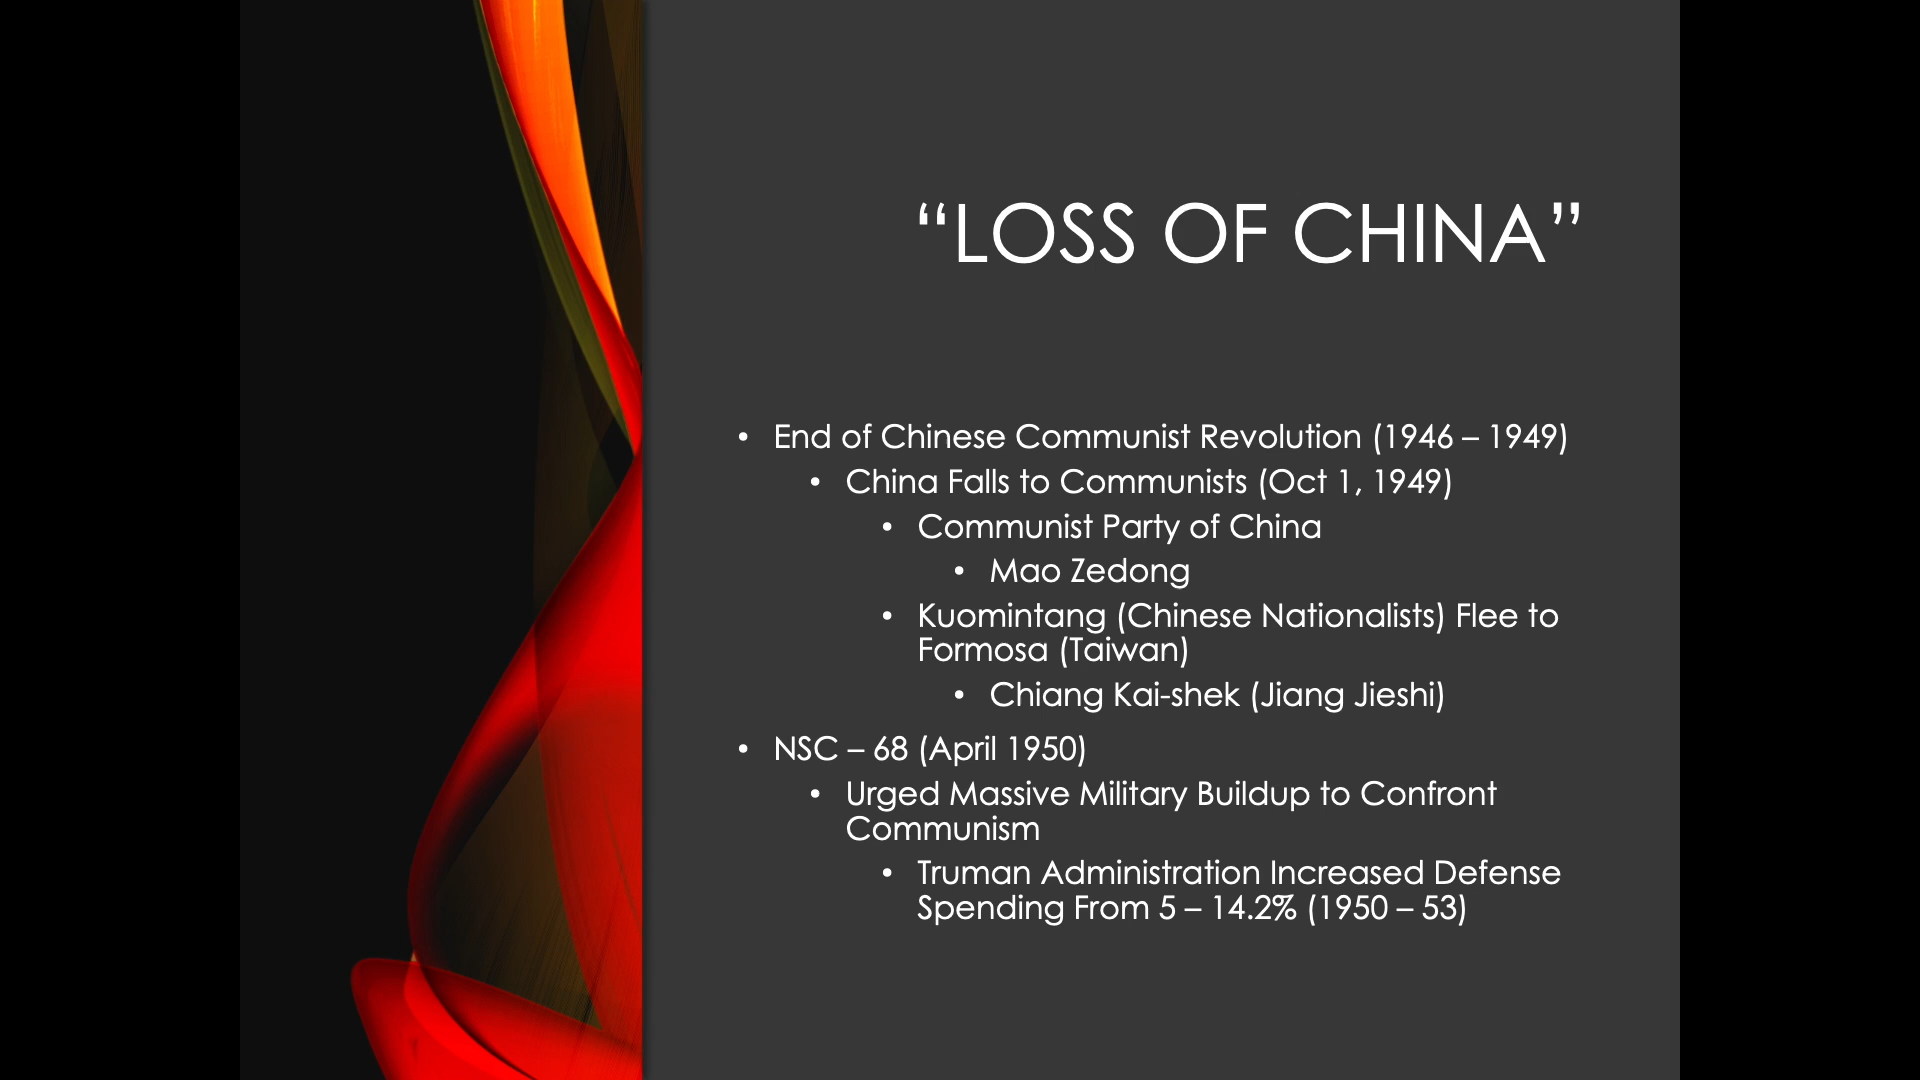 “LOSS OF CHINA”
• End of Chinese Communist Revolution (1946 – 1949)
• China Falls to Communists (Oct 1, 1949)
• Communist Party of China
• Mao Zedong
• Kuomintang (Chinese Nationalists) Flee to
Formosa (Taiwan)
• Chiang Kai-shek (Jiang Jieshi)
• NSC – 68 (April 1950)
• Urged Massive Military Buildup to Confront
Communism
• Truman Administration Increased Defense
Spending From 5 – 14.2% (1950 – 53)